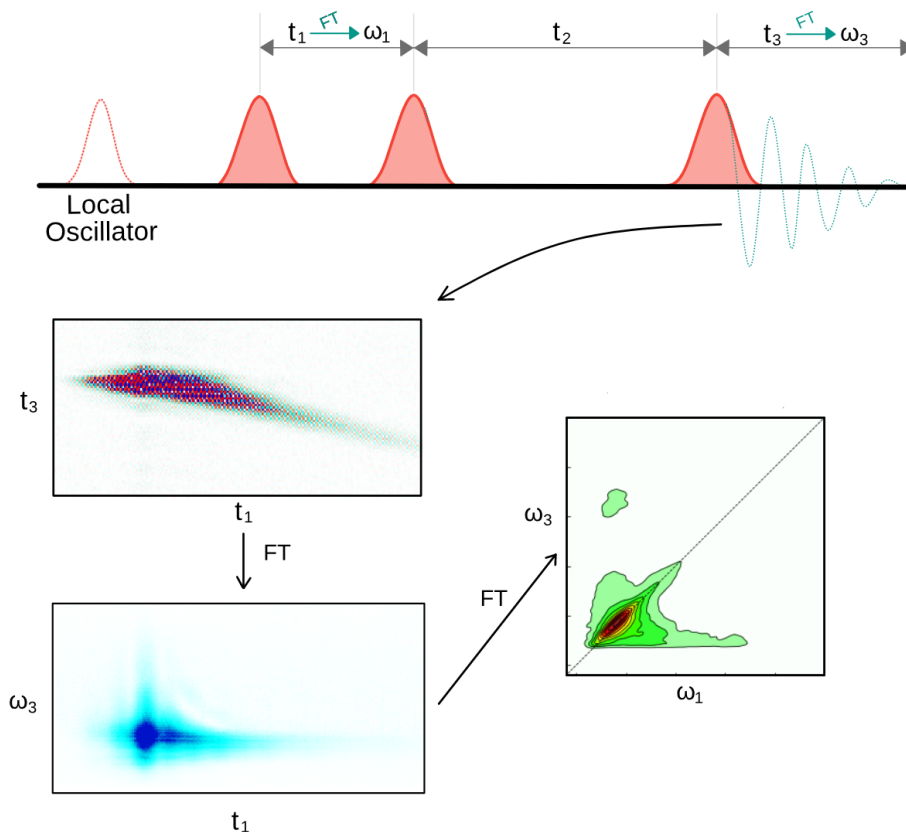 t₁ FT ω₁
t₂
t₃ FT ω₃
Local
Oscillator
t₃
t₁
FT
ω₃
t₁
FT
ω₃
ω₁